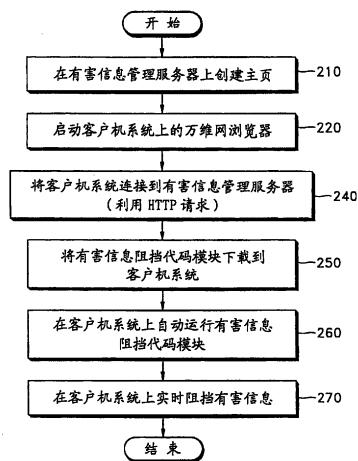 开 始
在有害信息管理服务器上创建主页
210
启动客户机系统上的万维网浏览器
220
将客户机系统连接到有害信息管理服务器
(利用 HTTP 请求)
240
将有害信息阻挡代码模块下载到
客户机系统
250
在客户机系统上自动运行有害信息
阻挡代码模块
260
在客户机系统上实时阻挡有害信息
270
结 束